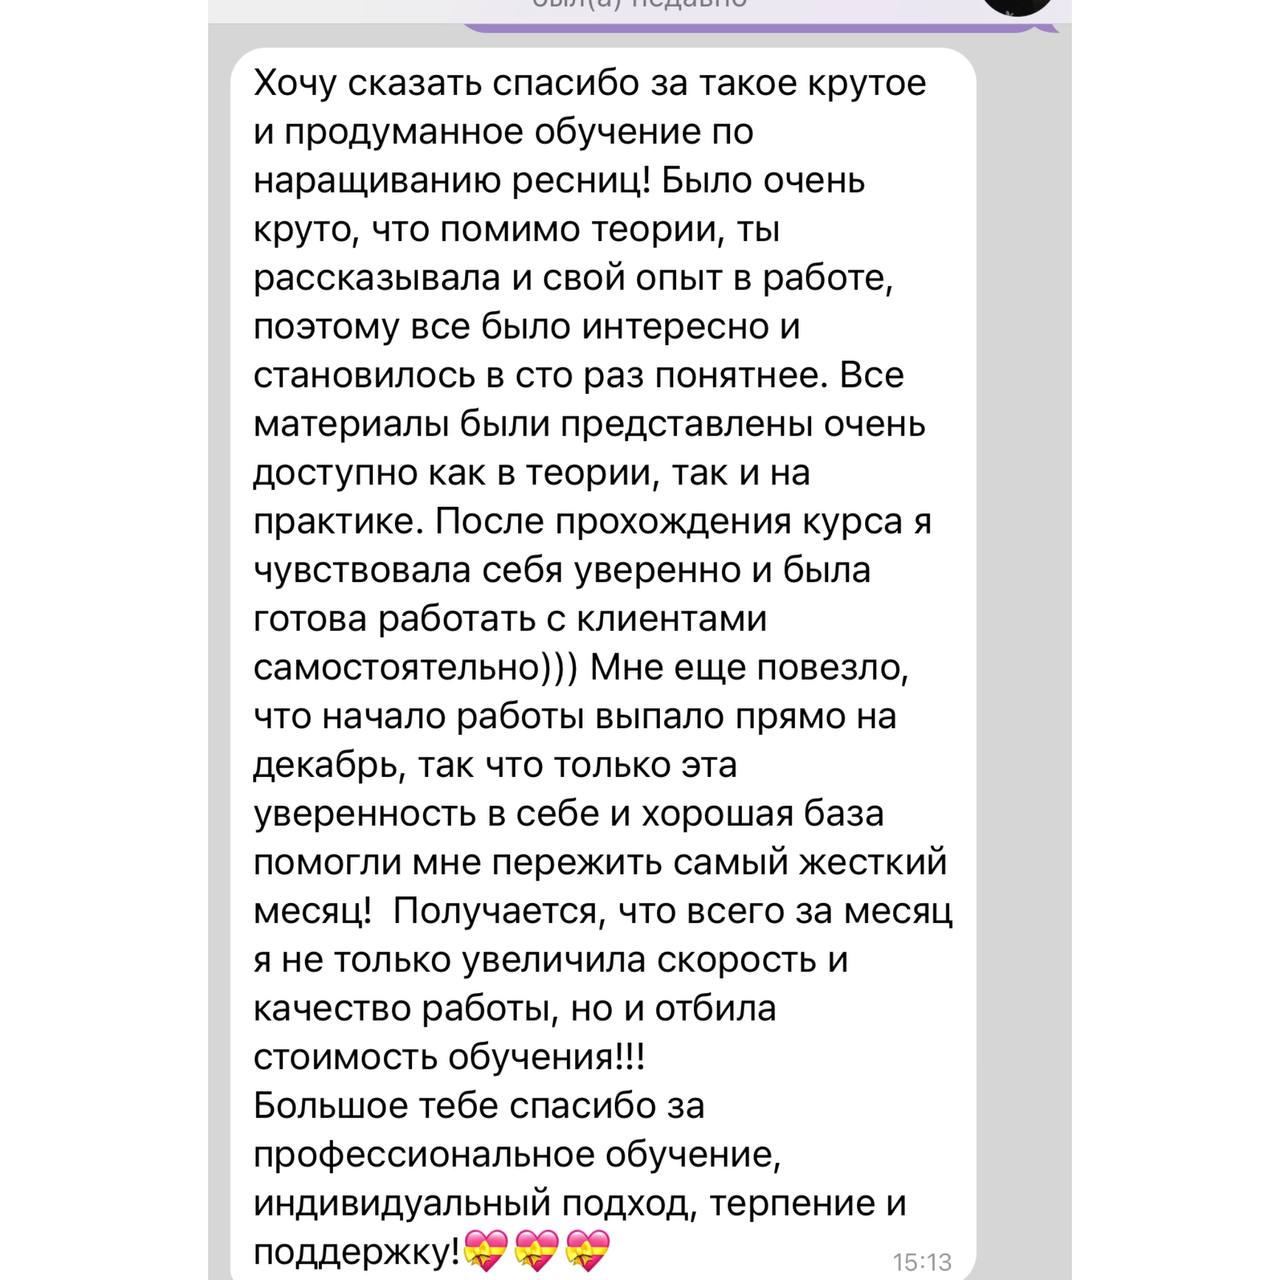 был(а) недавно
Хочу сказать спасибо за такое крутое
и продуманное обучение по
наращиванию ресниц! Было очень
круто, что помимо теории, ты
рассказывала и свой опыт в работе,
поэтому все было интересно и
становилось в сто раз понятнее. Все
материалы были представлены очень
доступно как в теории, так и на
практике. После прохождения курса я
чувствовала себя уверенно и была
готова работать с клиентами
самостоятельно))) Мне еще повезло,
что начало работы выпало прямо на
декабрь, так что только эта
уверенность в себе и хорошая база
помогли мне пережить самый жесткий
месяц!  Получается, что всего за месяц
я не только увеличила скорость и
качество работы, но и отбила
стоимость обучения!!!
Большое тебе спасибо за
профессиональное обучение,
индивидуальный подход, терпение и
поддержку!💝💝💝
15:13